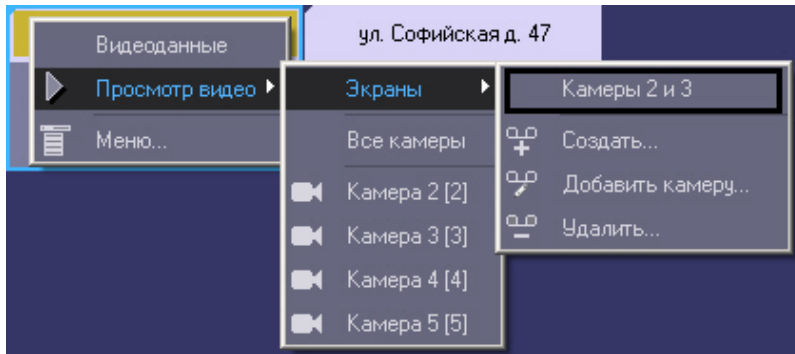 ул. Софийская д. 47
Видеоданные
Просмотр видео
Меню...
Экраны
Все камеры
Камера 2 [2]
Камера 3 [3]
Камера 4 [4]
Камера 5 [5]
Камеры 2 и 3
Создать...
Добавить камеру...
Удалить...